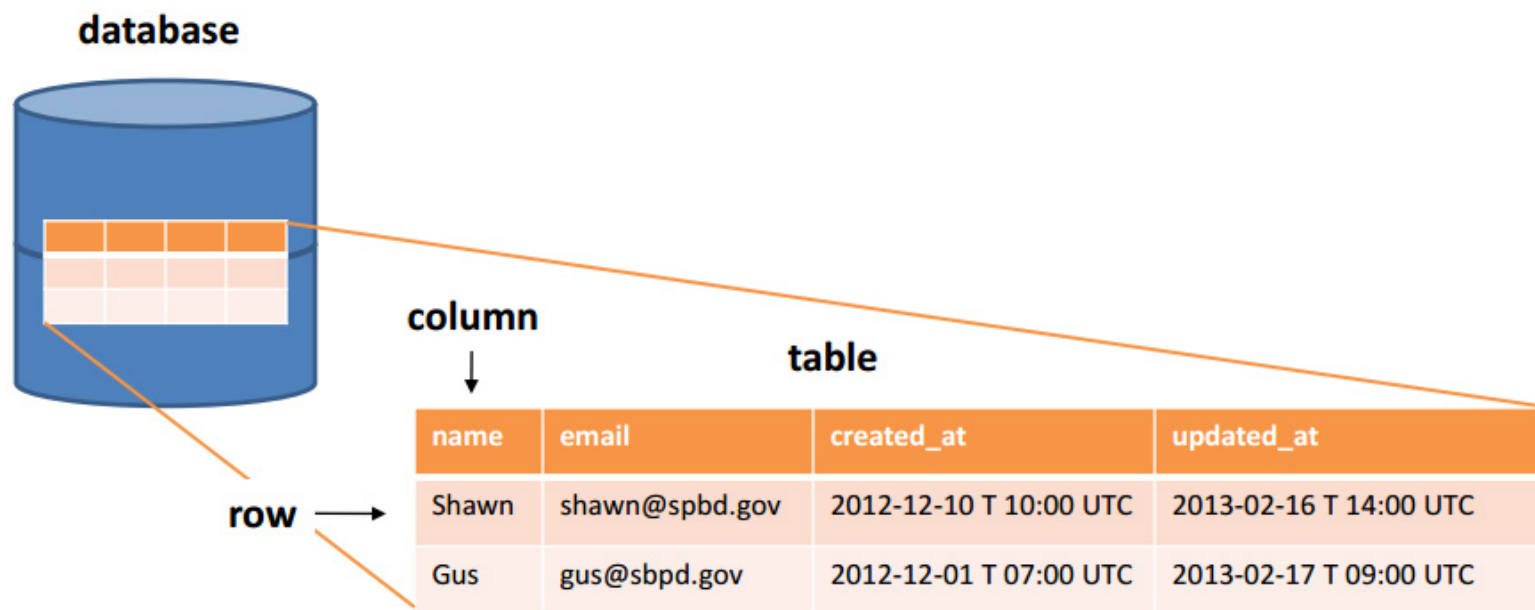 database
column
table
name email created_at updated_at
row
Shawn shawn@spbd.gov 2012-12-10 T 10:00 UTC 2013-02-16 T 14:00 UTC
Gus gus@sbpd.gov 2012-12-01 T 07:00 UTC 2013-02-17 T 09:00 UTC